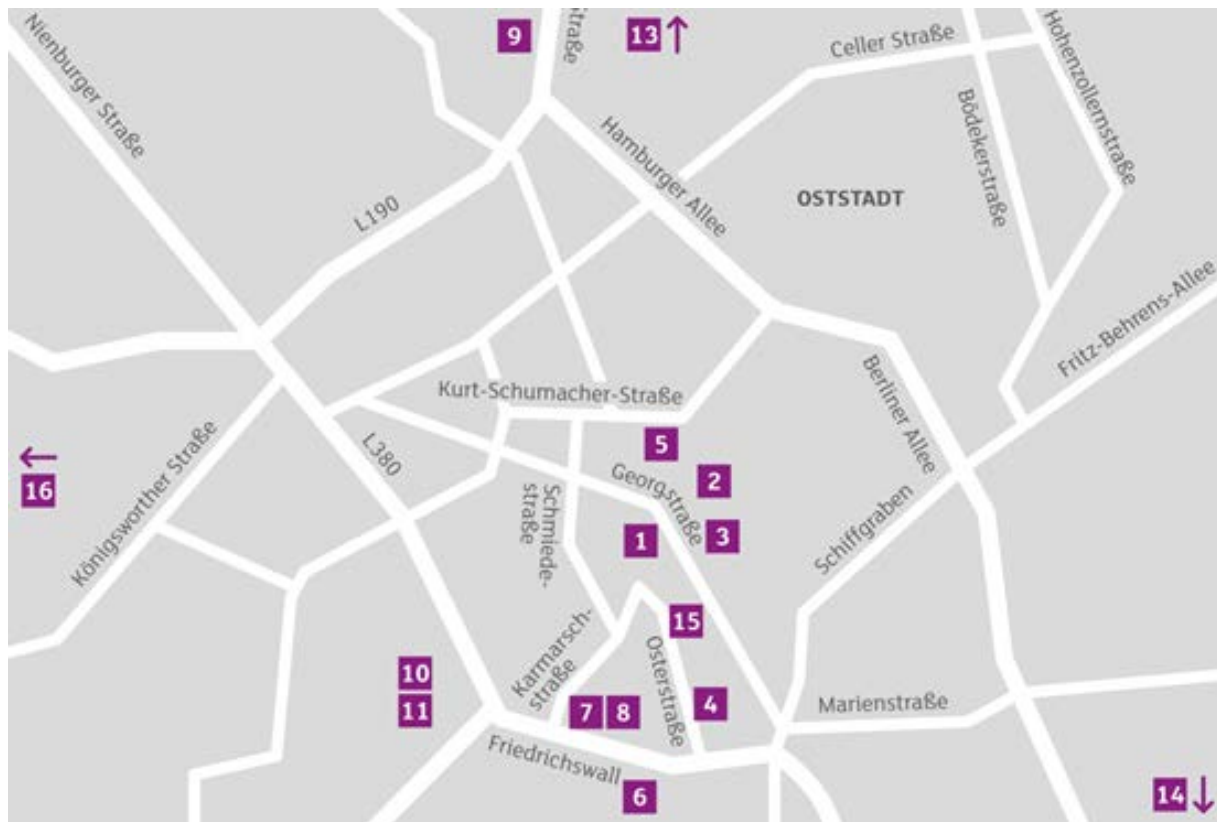 9
Straße
13 ↑
Nienburger Straße
Celler Straße
Hohenzollernstraße
Hamburger Allee
Bödekerstraße
OSTSTADT
L190
Fritz-Behrens-Allee
Kurt-Schumacher-Straße
Berliner Allee
5
← 
16
Königsworther Straße
L380
Georgstraße
2
Schmiede-
straße
1
3
Schiffgraben
15
Karmarsch-
straße
Osterstraße
10
11
7
8
4
Marienstraße
Friedrichswall
6
14 ↓